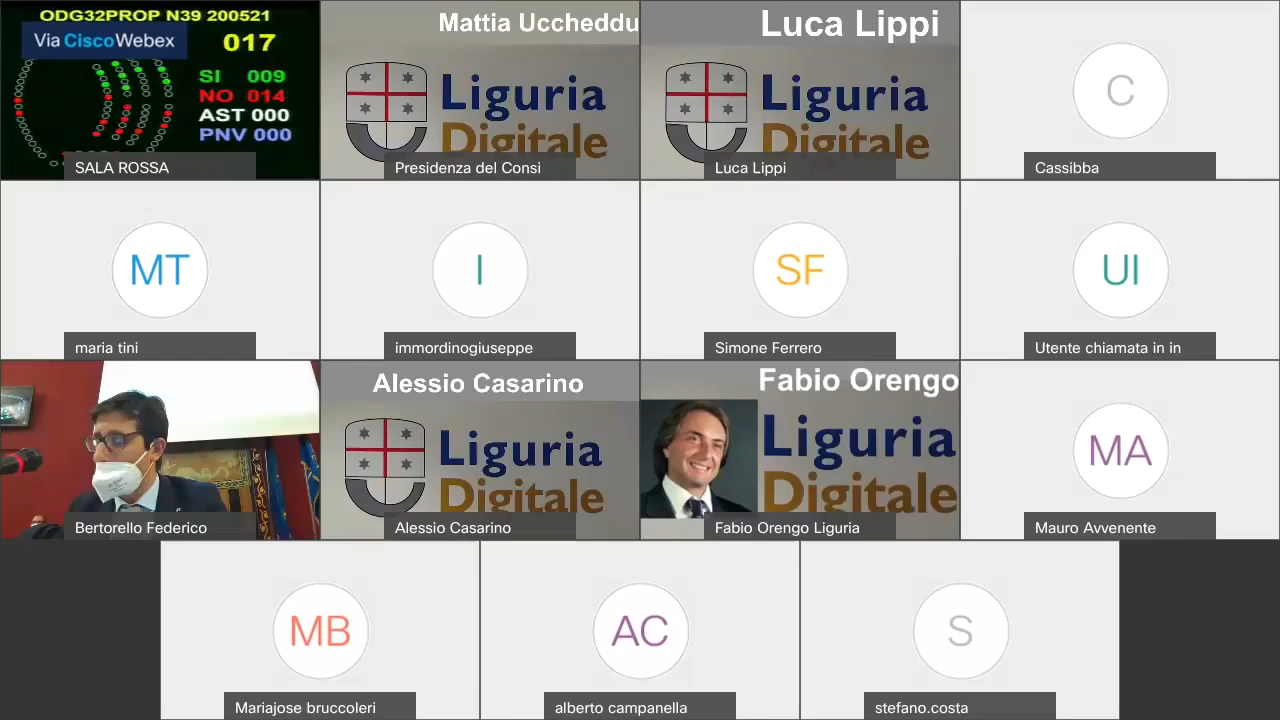 ODG32PROP N39 200521
Via CiscoWebex
017
SI 009
NO 014
AST 000
PNV 000
SALA ROSSA
Mattia Uccheddu
Liguria
Digitale
Presidenza del Consi
Luca Lippi
Liguria
Digitale
Luca Lippi
C
Cassibba
MT
maria tini
I
immordinogiuseppe
SF
Simone Ferrero
UI
Utente chiamata in in
Bertorello Federico
Alessio Casarino
Liguria
Digitale
Alessio Casarino
Fabio Orengo
Liguria
Digitale
Fabio Orengo Liguria
MA
Mauro Avvenente
MB
Mariajose bruccoleri
AC
alberto campanella
S
stefano.costa